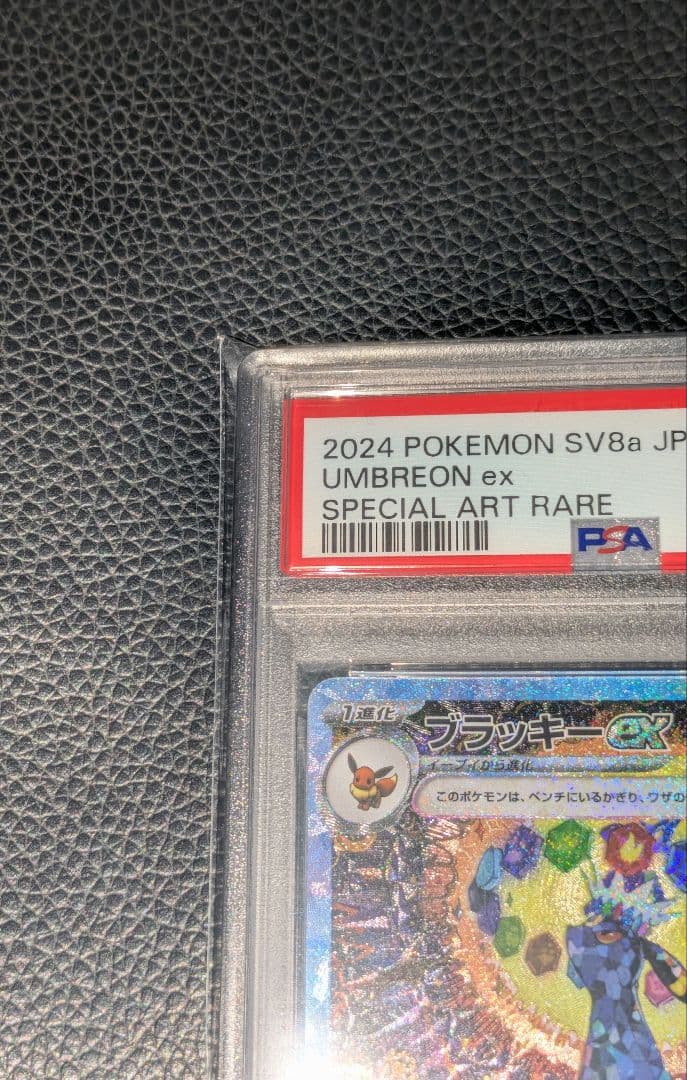 2024 POKEMON SV8a JP
UMBREON ex
SPECIAL ART RARE
PSA
1進化
ブラッキーex
イーブイから進化
このポケモンは、ベンチにいるかぎり、ワザの